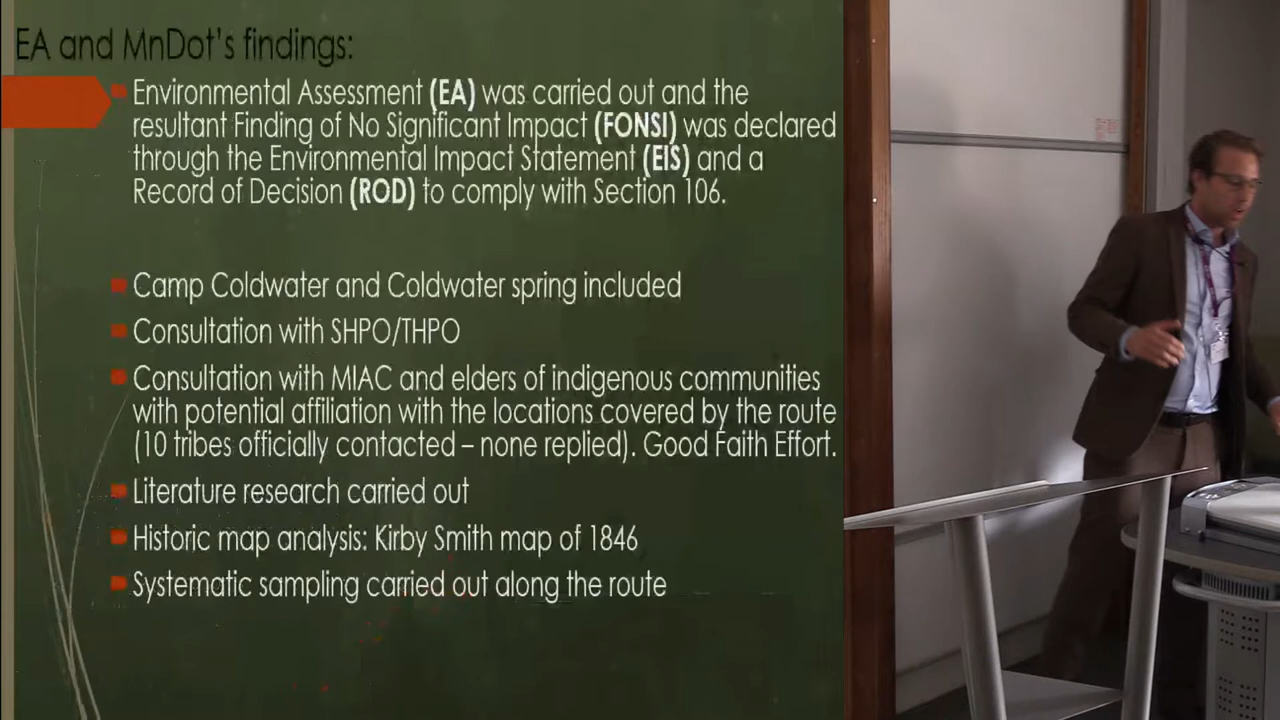 EA and MnDot's findings:
Environmental Assessment (EA) was carried out and the
resultant Finding of No Significant Impact (FONSI) was declared
through the Environmental Impact Statement (EIS) and a
Record of Decision (ROD) to comply with Section 106.
Camp Coldwater and Coldwater spring included
Consultation with SHPO/THPO
Consultation with MIAC and elders of indigenous communities
with potential affiliation with the locations covered by the route
(10 tribes officially contacted – none replied). Good Faith Effort.
Literature research carried out
Historic map analysis: Kirby Smith map of 1846
Systematic sampling carried out along the route